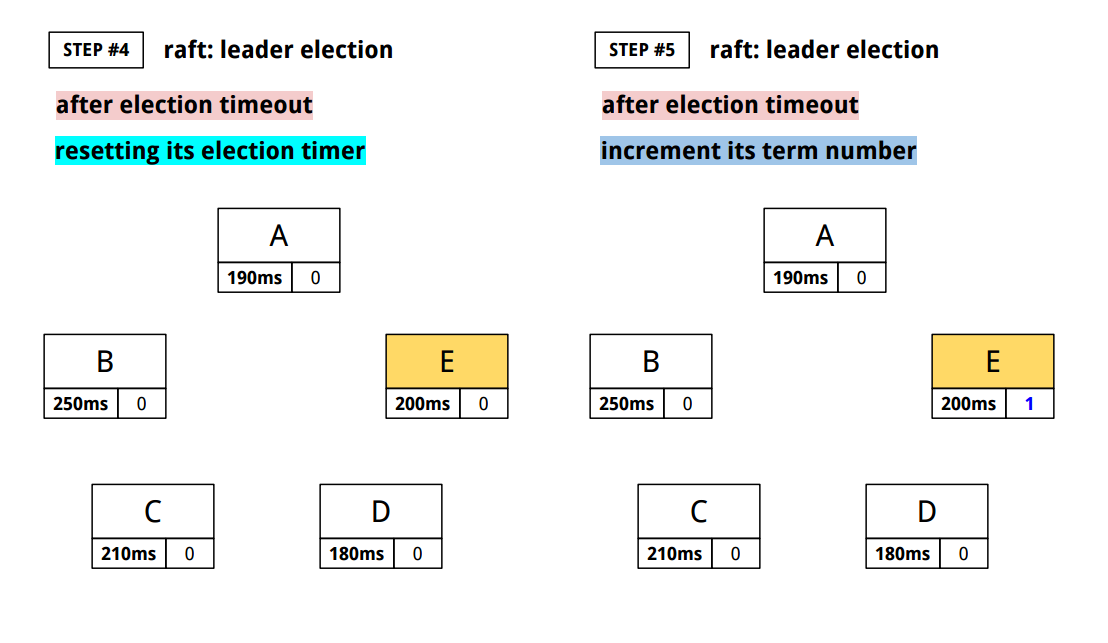 STEP #4 raft: leader election
after election timeout
resetting its election timer
A
190ms 0
B
250ms 0
E
200ms 0
C
210ms 0
D
180ms 0
STEP #5 raft: leader election
after election timeout
increment its term number
A
190ms 0
B
250ms 0
E
200ms 1
C
210ms 0
D
180ms 0